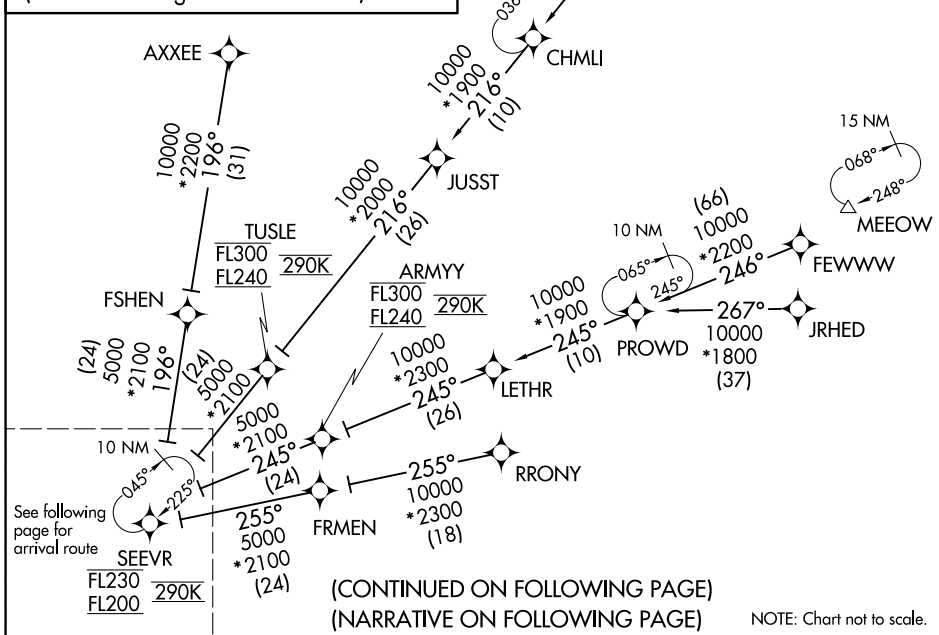 AXXEE
10000
*2200
196°
(31)
FSHEN
(24)
5000
*2100
196°
CHMLI
10000
*1900
216°
(10)
JUSST
10000
*2000
216°
(26)
TUSLE
FL300
FL240
290K
(24)
5000
*2100
ARMYY
FL300
FL240
290K
15 NM
068°
248°
MEEOW
(66)
10000
*2200
246°
FEWWW
10 NM
065°
245°
PROWD
267°
10000
*1800
(37)
JRHED
10000
*1900
245°
(10)
LETHR
10000
*2300
245°
(26)
5000
*2100
245°
(24)
RRONY
255°
10000
*2300
(18)
FRMEN
255°
5000
*2100
(24)
10 NM
045°
225°
See following
page for
arrival route
SEEVR
FL230
FL200
290K
(CONTINUED ON FOLLOWING PAGE)
(NARRATIVE ON FOLLOWING PAGE)
NOTE: Chart not to scale.